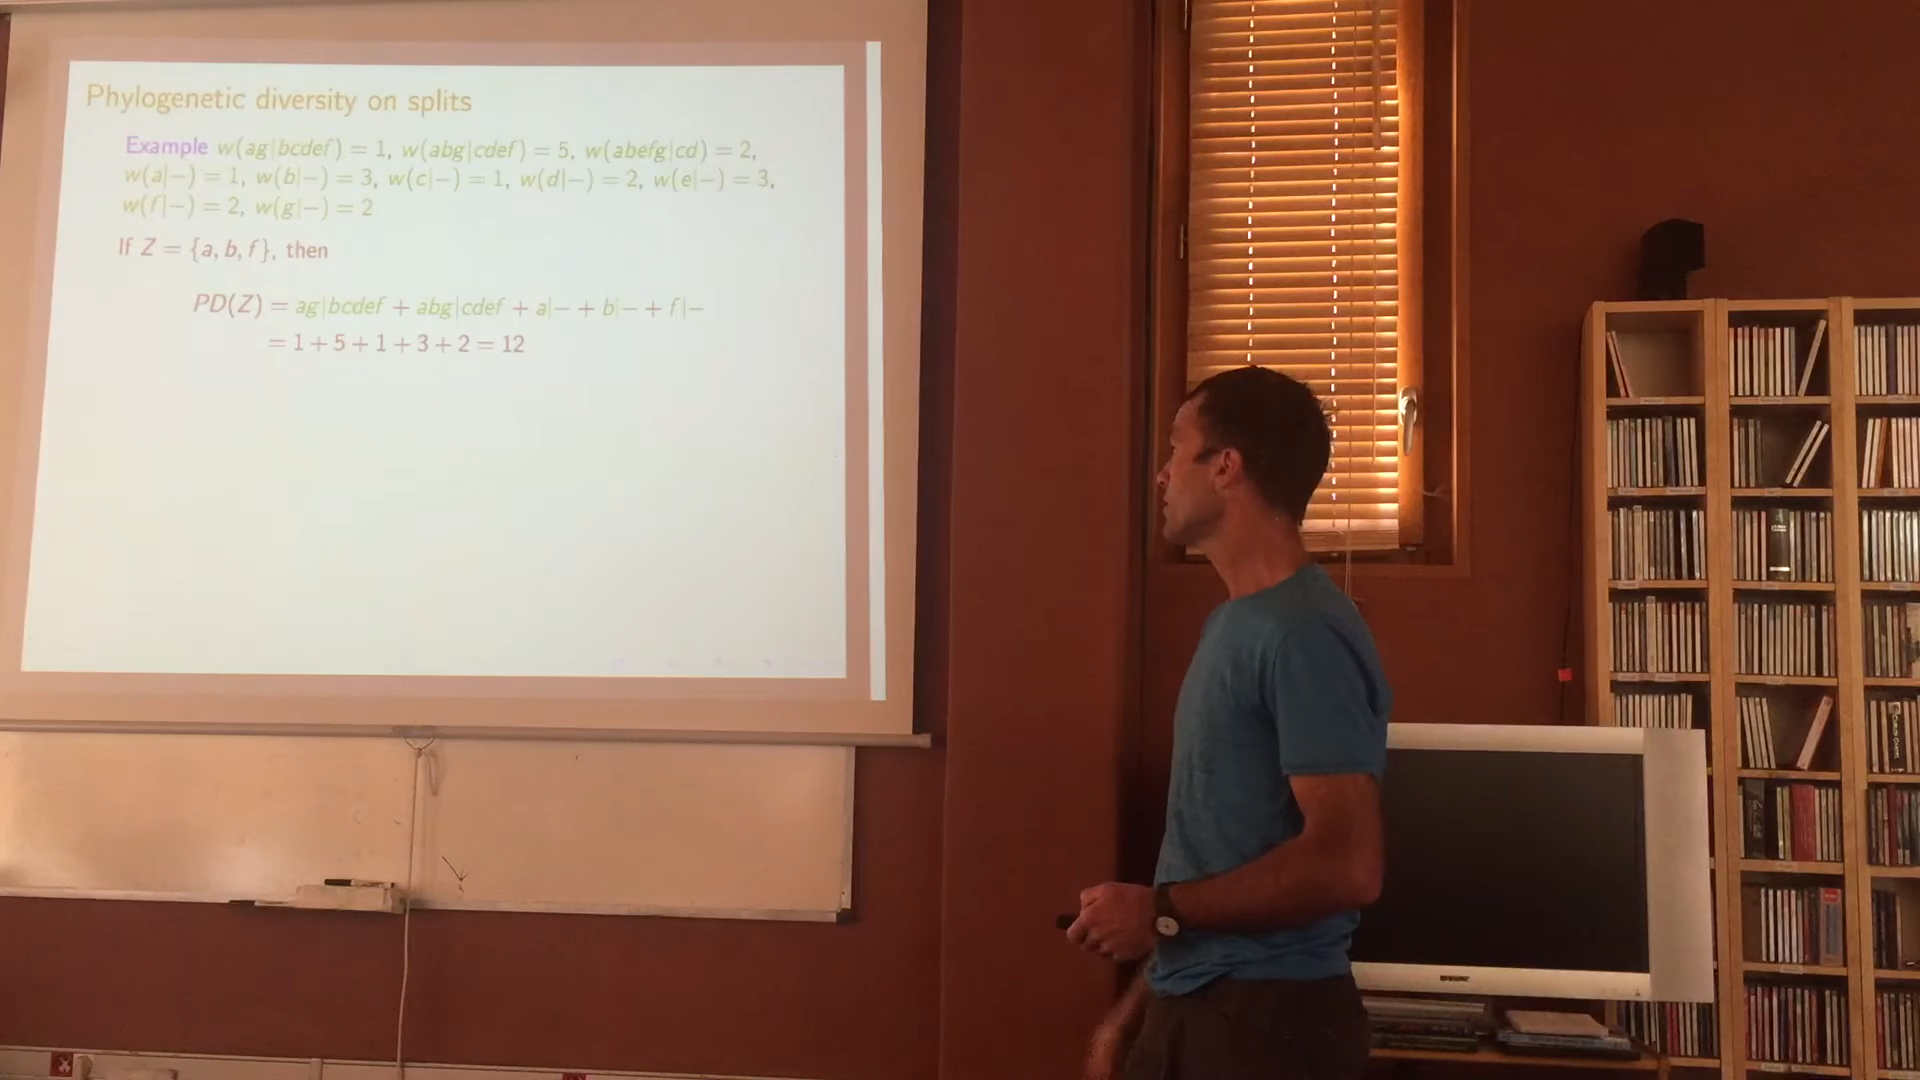 Phylogenetic diversity on splits
Example w(ag|bcdef) = 1, w(abg|cdef) = 5, w(abefg|cd) = 2,
w(a|−) = 1, w(b|−) = 3, w(c|−) = 1, w(d|−) = 2, w(e|−) = 3,
w(f|−) = 2, w(g|−) = 2
If Z = {a, b, f}, then
PD(Z) = ag|bcdef + abg|cdef + a|− + b|− + f|−
= 1 + 5 + 1 + 3 + 2 = 12